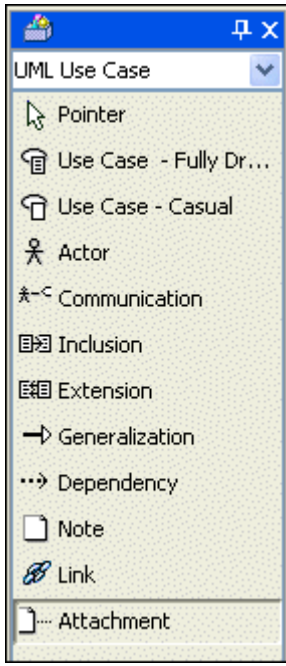 UML Use Case
Pointer
Use Case - Fully Dr...
Use Case - Casual
Actor
Communication
Inclusion
Extension
Generalization
Dependency
Note
Link
Attachment